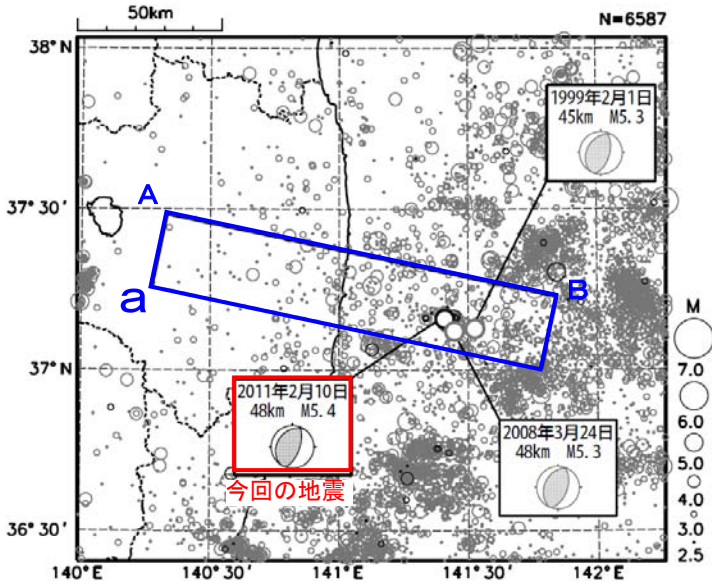 50km
N=6587
38°N
1999年2月1日
45km M5.3
37°30′
A
a
B
37°N
M
7.0
6.0
5.0
4.0
3.0
2.5
2011年2月10日
48km M5.4
今回の地震
2008年3月24日
48km M5.3
36°30′
140°E
140°30′
141°E
141°30′
142°E